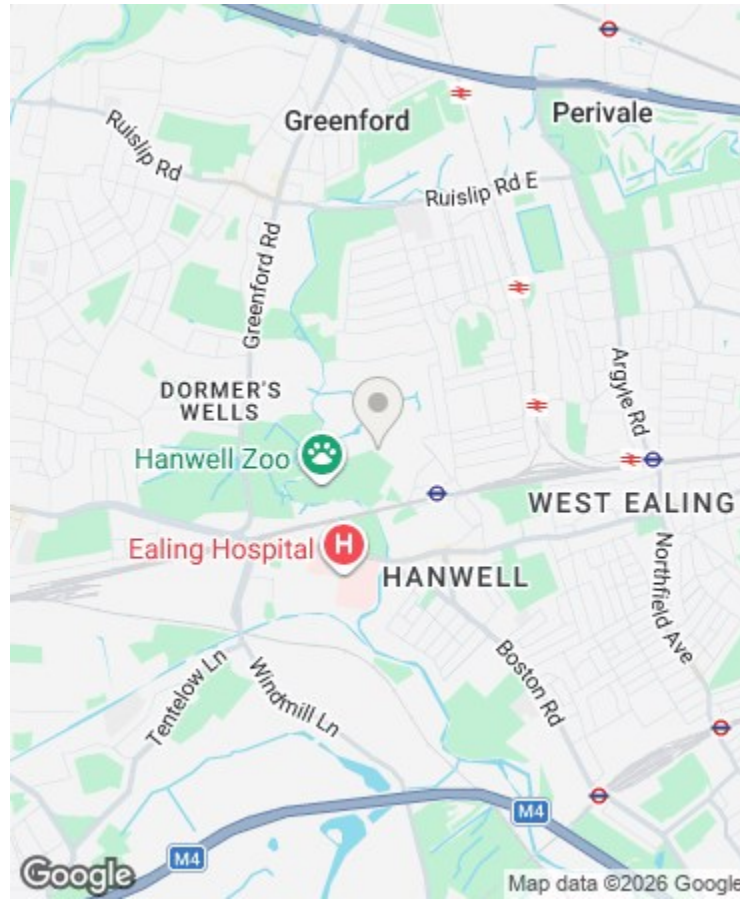 Greenford
Perivale
Ruislip Rd
Ruislip Rd E
Greenford Rd
Argyle Rd
DORMER'S
WELLS
Hanwell Zoo
WEST EALING
Ealing Hospital
H
HANWELL
Northfield Ave
Boston Rd
Tentelow Ln
Windmill Ln
M4
M4
Google
Map data ©2026 Google